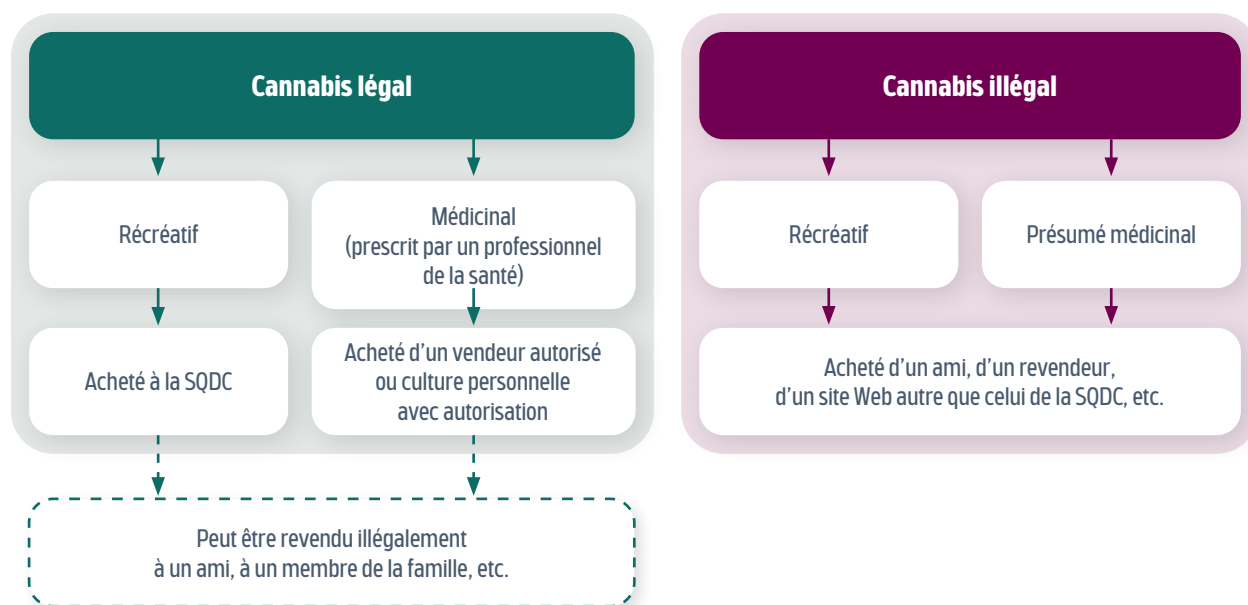 Cannabis légal
Cannabis illégal
Récréatif
Médicinal
(prescrit par un professionnel
de la santé)
Récréatif
Présumé médicinal
Acheté à la SQDC
Acheté d’un vendeur autorisé
ou culture personnelle
avec autorisation
Acheté d’un ami, d’un revendeur,
d’un site Web autre que celui de la SQDC, etc.
Peut être revendu illégalement
à un ami, à un membre de la famille, etc.